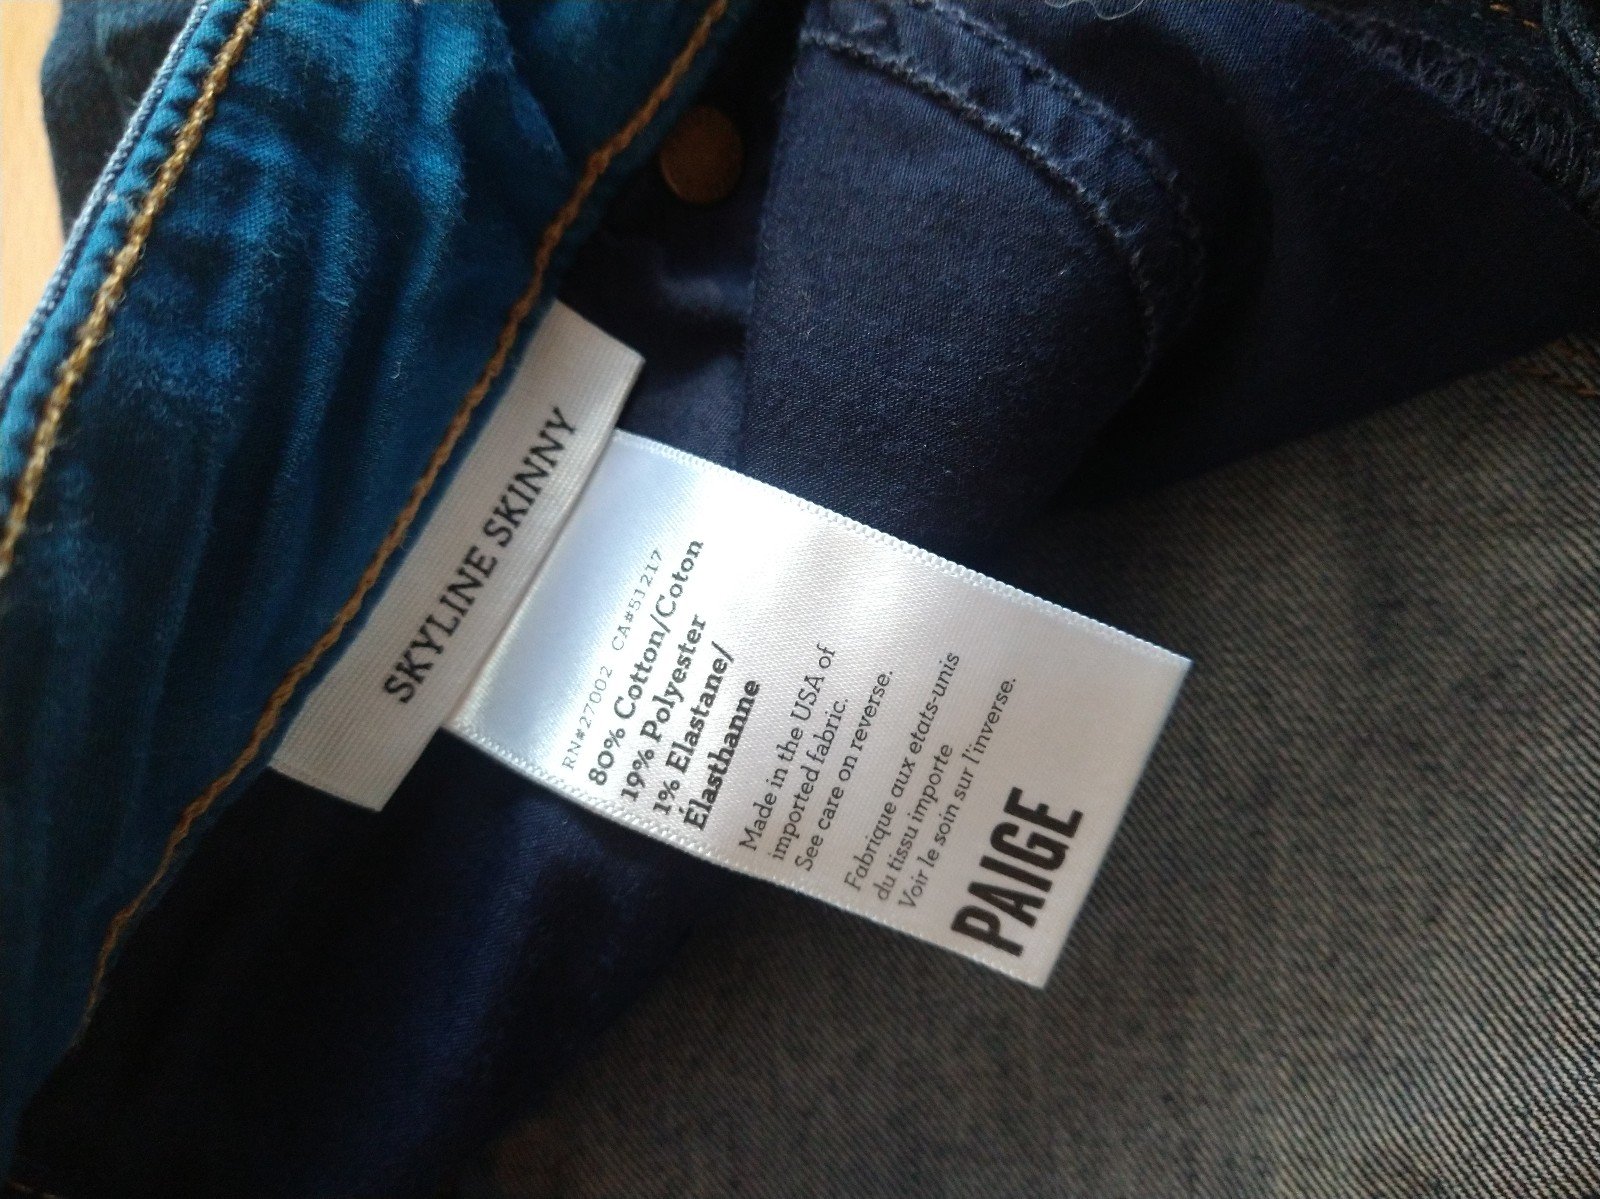 SKYLINE SKINNY
RN#27002 CA#51217
80% Cotton/Coton
19% Polyester
1% Elastane/
Élasthanne
Made in the USA of
imported fabric.
See care on reverse.
Fabrique aux etats-unis
du tissu importe
Voir le soin sur l'inverse.
PAIGE